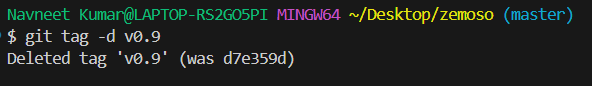 Navneet Kumar@LAPTOP-RS2GO5PI MINGW64 ~/Desktop/zemoso (master)
$ git tag -d v0.9
Deleted tag 'v0.9' (was d7e359d)